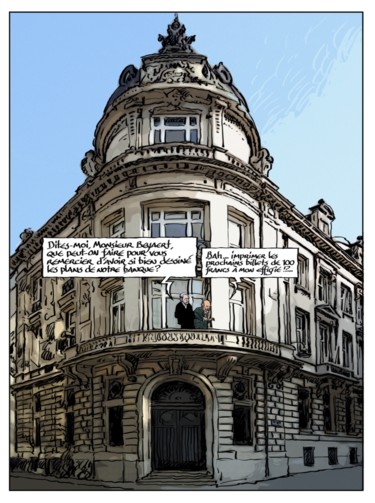 Dites-moi, Monsieur Beyaert,
que peut-on faire pour vous
remercier d'avoir si bien dessiné
les plans de notre banque ?
Bah... imprimer les
prochains billets de 100
francs à mon effigie !?...